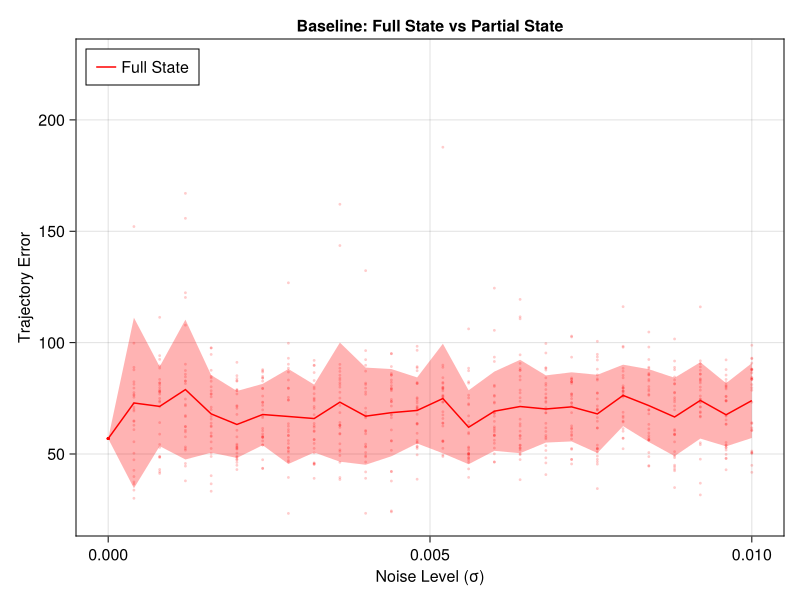 Baseline: Full State vs Partial State
Full State
Trajectory Error
200
150
100
50
0.000
0.005
0.010
Noise Level (σ)